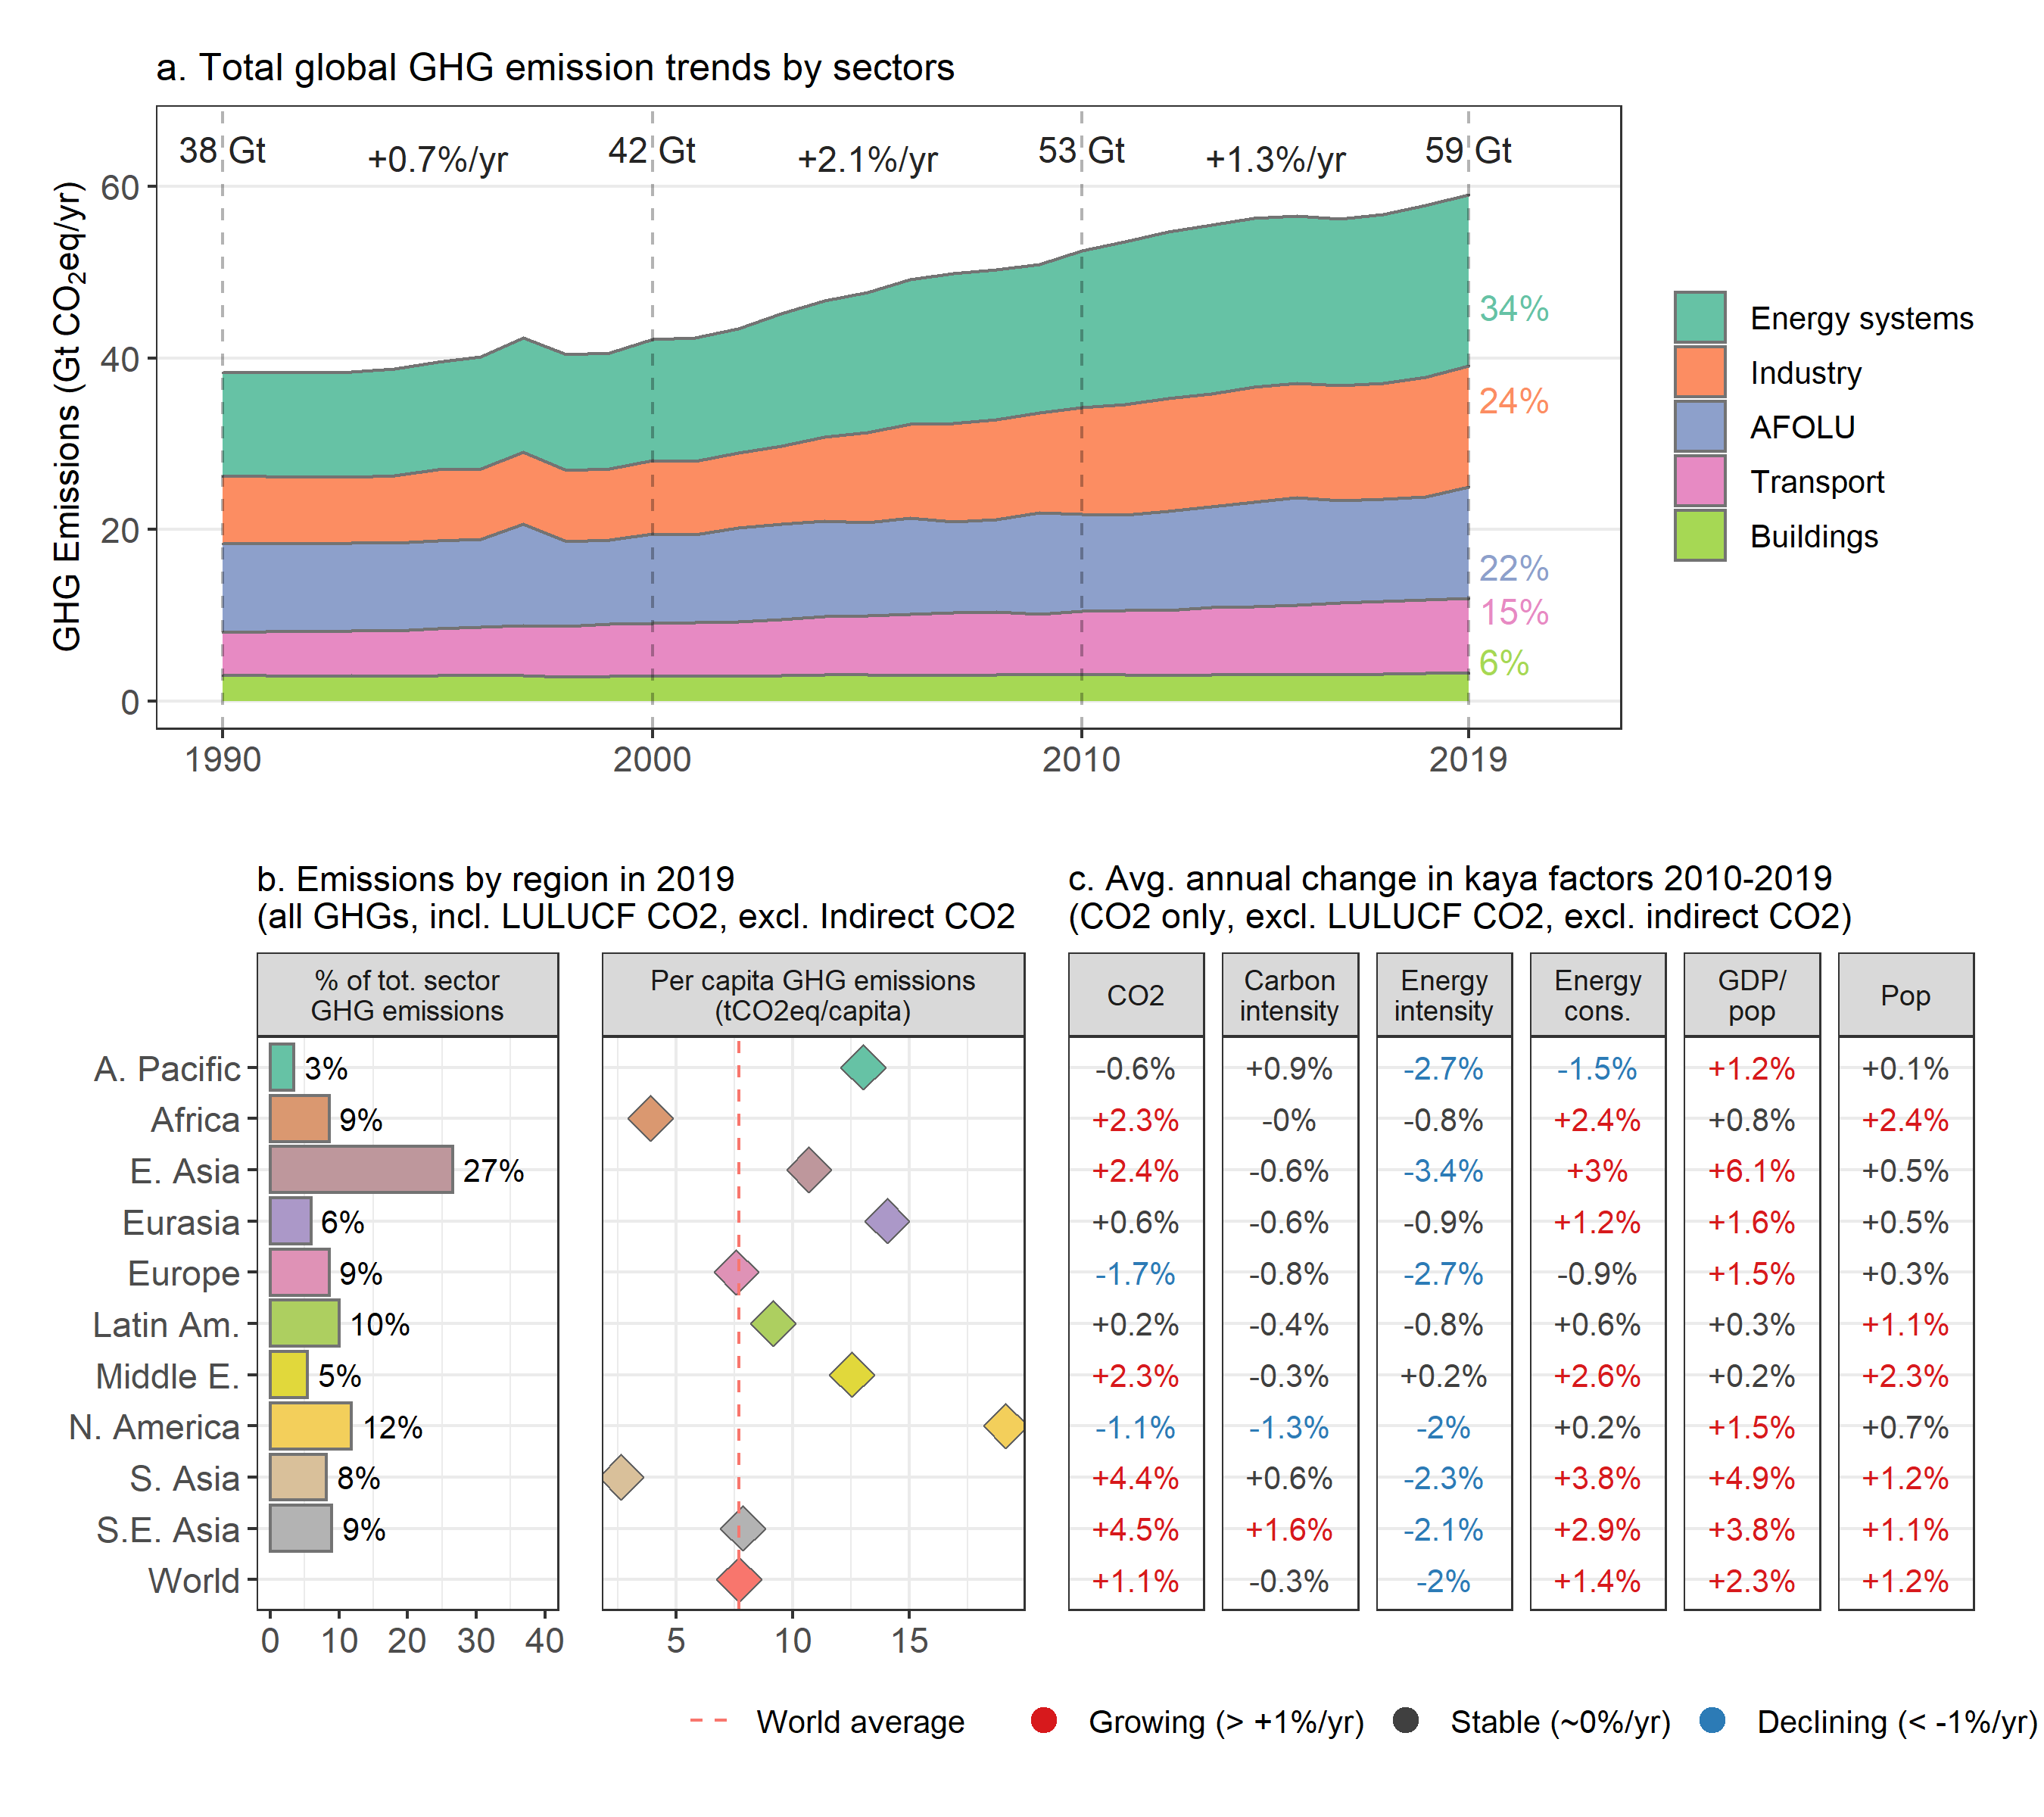 a. Total global GHG emission trends by sectors
38 Gt +0.7%/yr 42 Gt +2.1%/yr 53 Gt +1.3%/yr 59 Gt
GHG Emissions (Gt CO₂eq/yr)
60
40
20
0
34%
24%
22%
15%
6%
1990 2000 2010 2019
Energy systems
Industry
AFOLU
Transport
Buildings
b. Emissions by region in 2019
(all GHGs, incl. LULUCF CO2, excl. Indirect CO2
% of tot. sector
GHG emissions
Per capita GHG emissions
(tCO2eq/capita)
c. Avg. annual change in kaya factors 2010-2019
(CO2 only, excl. LULUCF CO2, excl. indirect CO2)
CO2
Carbon
intensity
Energy
intensity
Energy
cons.
GDP/
pop
Pop
A. Pacific 3% -0.6% +0.9% -2.7% -1.5% +1.2% +0.1%
Africa 9% +2.3% -0% -0.8% +2.4% +0.8% +2.4%
E. Asia 27% +2.4% -0.6% -3.4% +3% +6.1% +0.5%
Eurasia 6% +0.6% -0.6% -0.9% +1.2% +1.6% +0.5%
Europe 9% -1.7% -0.8% -2.7% -0.9% +1.5% +0.3%
Latin Am. 10% +0.2% -0.4% -0.8% +0.6% +0.3% +1.1%
Middle E. 5% +2.3% -0.3% +0.2% +2.6% +0.2% +2.3%
N. America 12% -1.1% -1.3% -2% +0.2% +1.5% +0.7%
S. Asia 8% +4.4% +0.6% -2.3% +3.8% +4.9% +1.2%
S.E. Asia 9% +4.5% +1.6% -2.1% +2.9% +3.8% +1.1%
World +1.1% -0.3% -2% +1.4% +2.3% +1.2%
0 10 20 30 40
5 10 15
World average Growing (> +1%/yr) Stable (~0%/yr) Declining (< -1%/yr)